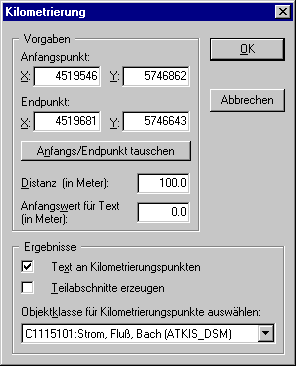 Kilometrierung
Vorgaben
Anfangspunkt:
X: 4519546 Y: 5746862
OK
Endpunkt:
X: 4519681 Y: 5746643
Abbrechen
Anfangs/Endpunkt tauschen
Distanz (in Meter): 100.0
Anfangswert für Text
(in Meter): 0.0
Ergebnisse
Text an Kilometrierungspunkten
Teilabschnitte erzeugen
Objektklasse für Kilometrierungspunkte auswählen:
C1115101:Strom, Fluß, Bach (ATKIS_DSM)